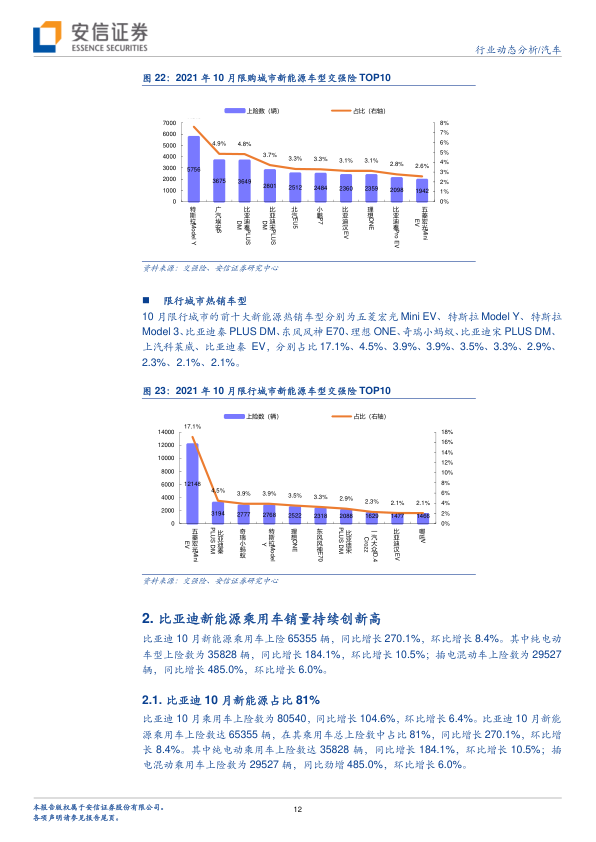 安信证券
ESSENCE SECURITIES
行业动态分析/汽车
图 22：2021 年 10 月限购城市新能源车型交强险 TOP10
上险数（辆） 占比（右轴）
7000
6000
5000
4000
3000
2000
1000
0
8%
7%
6%
5%
4%
3%
2%
1%
0%
4.9% 4.8% 3.7% 3.3% 3.3% 3.1% 3.1% 2.8% 2.6%
5756 3675 3649 2801 2512 2484 2360 2359 2098 1942
特斯拉Model Y
广汽埃安S
比亚迪秦PLUS DM
比亚迪宋PLUS DM
北汽EU5
小鹏P7
比亚迪汉EV
理想ONE
比亚迪秦Pro EV
五菱宏光Mini EV
资料来源：交强险、安信证券研究中心
■ 限行城市热销车型
10 月限行城市的前十大新能源热销车型分别为五菱宏光 Mini EV、特斯拉 Model Y、特斯拉
Model 3、比亚迪秦 PLUS DM、东风风神 E70、理想 ONE、奇瑞小蚂蚁、比亚迪宋 PLUS DM、
上汽科莱威、比亚迪秦 EV，分别占比 17.1%、4.5%、3.9%、3.9%、3.5%、3.3%、2.9%、
2.3%、2.1%、2.1%。
图 23：2021 年 10 月限行城市新能源车型交强险 TOP10
上险数（辆） 占比（右轴）
14000
12000
10000
8000
6000
4000
2000
0
18%
16%
14%
12%
10%
8%
6%
4%
2%
0%
17.1% 4.5% 3.9% 3.9% 3.5% 3.3% 2.9% 2.3% 2.1% 2.1%
12148 3194 2777 2768 2522 2318 2088 1629 1477 1466
五菱宏光Mini EV
比亚迪秦PLUS DM
奇瑞小蚂蚁
特斯拉Model Y
理想ONE
东风风神E70
比亚迪宋PLUS DM
一汽大众ID.4 Crozz
比亚迪汉EV
哪吒V
资料来源：交强险、安信证券研究中心
2. 比亚迪新能源乘用车销量持续创新高
比亚迪 10 月新能源乘用车上险 65355 辆，同比增长 270.1%，环比增长 8.4%。其中纯电动
车型上险数为 35828 辆，同比增长 184.1%，环比增长 10.5%；插电混动车上险数为 29527
辆，同比增长 485.0%，环比增长 6.0%。
2.1. 比亚迪 10 月新能源占比 81%
比亚迪 10 月乘用车上险数为 80540，同比增长 104.6%，环比增长 6.4%。比亚迪 10 月新能
源乘用车上险数达 65355 辆，在其乘用车总上险数中占比 81%，同比增长 270.1%，环比增
长 8.4%。其中纯电动乘用车上险数达 35828 辆，同比增长 184.1%，环比增长 10.5%；插
电混动乘用车上险数为 29527 辆，同比劲增 485.0%，环比增长 6.0%。
本报告版权属于安信证券股份有限公司。
各项声明请参见报告尾页。
12